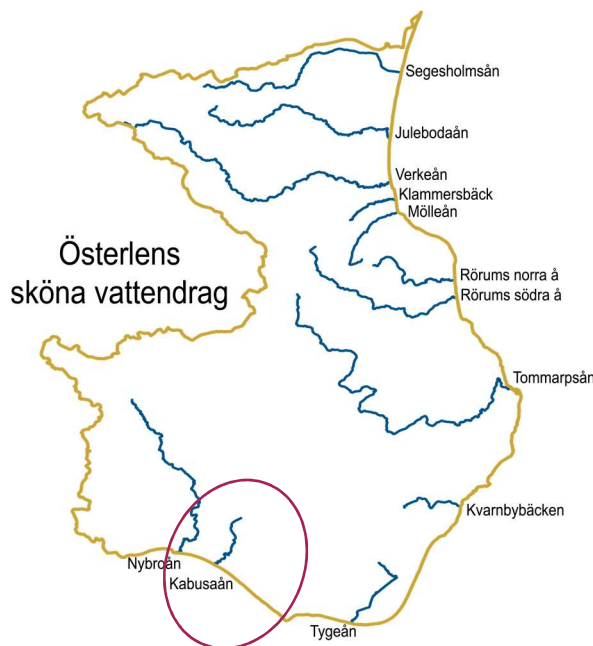 Segesholmsån
Julebodaån
Verkeån
Klammersbäck
Mölleån
Österlens
sköna vattendrag
Rörums norra å
Rörums södra å
Tommarpsån
Kvarnbybäcken
Nybroån
Kabusaån
Tygeån